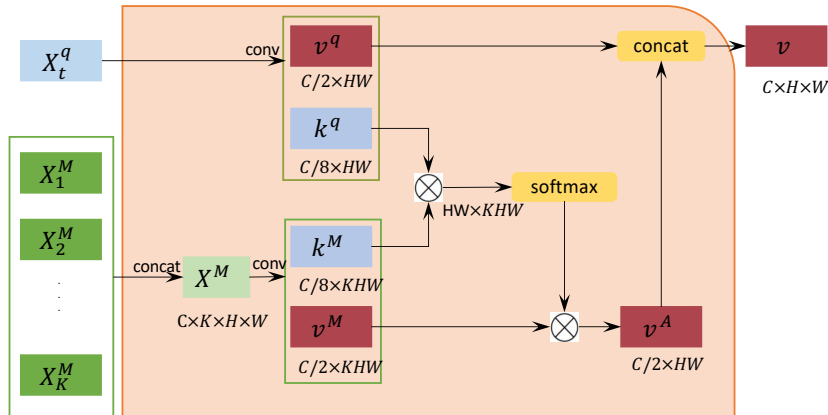 X_t^q
conv
v^q
C/2×HW
concat
v
C×H×W
k^q
C/8×HW
X_1^M
X_2^M
.
.
.
X_K^M
concat
X^M
C×K×H×W
conv
HW×KHW
softmax
k^M
C/8×KHW
v^M
C/2×KHW
v^A
C/2×HW